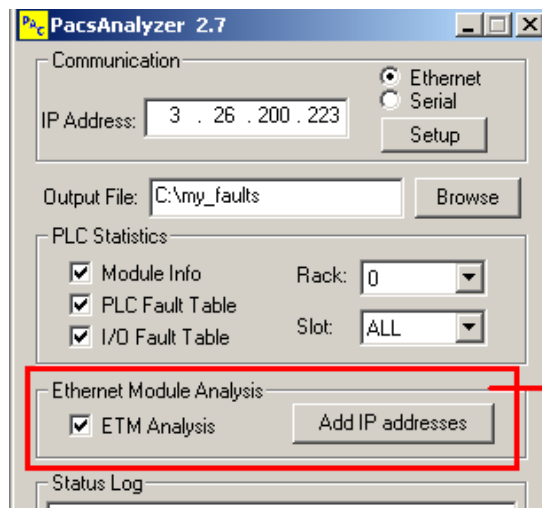 PAC PacsAnalyzer 2.7
Communication
Ethernet
Serial
IP Address: 3 . 26 . 200 . 223
Setup
Output File: C:\my_faults Browse
PLC Statistics
Module Info Rack: 0
PLC Fault Table
I/O Fault Table Slot: ALL
Ethernet Module Analysis
ETM Analysis Add IP addresses
Status Log